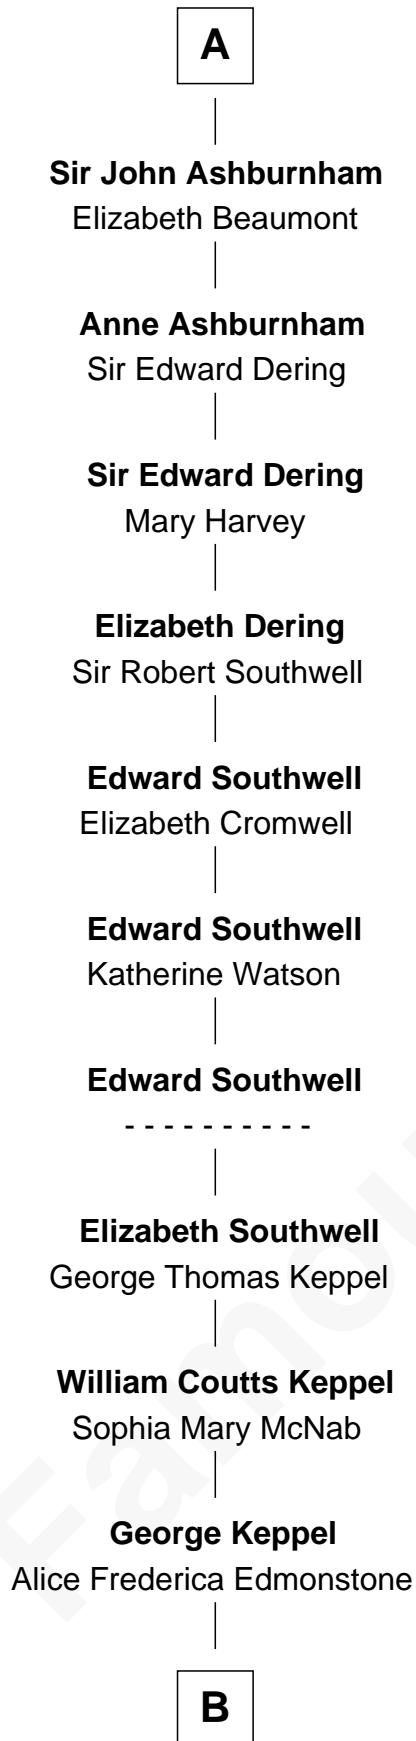 A
Sir John Ashburnham
Elizabeth Beaumont
Anne Ashburnham
Sir Edward Dering
Sir Edward Dering
Mary Harvey
Elizabeth Dering
Sir Robert Southwell
Edward Southwell
Elizabeth Cromwell
Edward Southwell
Katherine Watson
Edward Southwell
- - - - - - - - - -
Elizabeth Southwell
George Thomas Keppel
William Coutts Keppel
Sophia Mary McNab
George Keppel
Alice Frederica Edmonstone
B
Famou